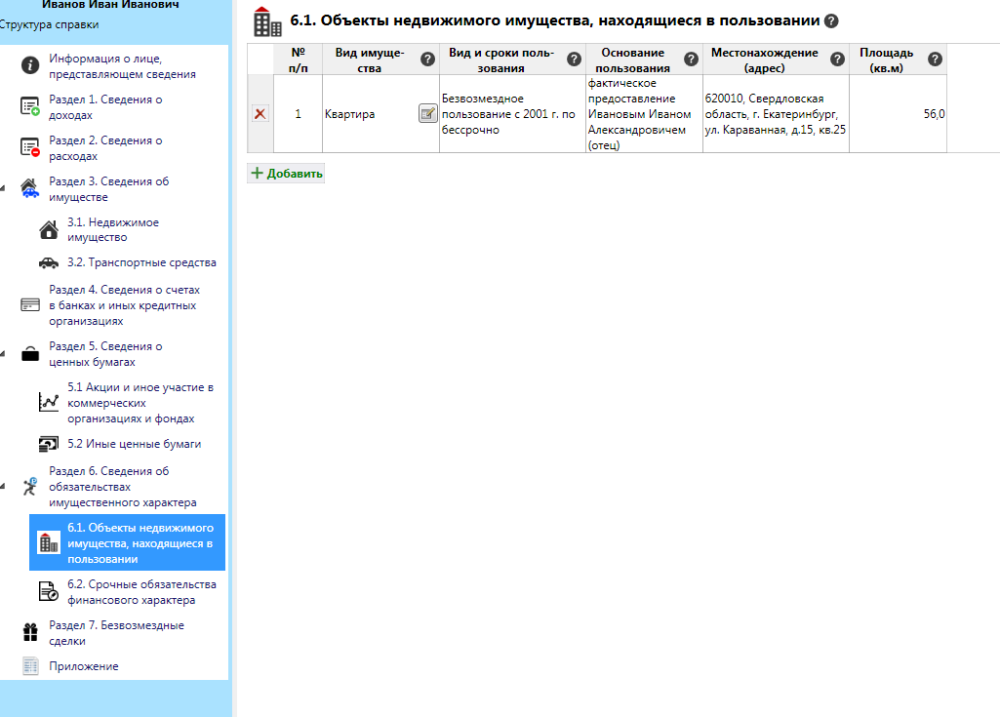 Иванов Иван Иванович
Структура справки
Информация о лице,
представляющем сведения
Раздел 1. Сведения о
доходах
Раздел 2. Сведения о
расходах
Раздел 3. Сведения об
имуществе
3.1. Недвижимое
имущество
3.2. Транспортные средства
Раздел 4. Сведения о счетах
в банках и иных кредитных
организациях
Раздел 5. Сведения о
ценных бумагах
5.1 Акции и иное участие в
коммерческих
организациях и фондах
5.2 Иные ценные бумаги
Раздел 6. Сведения об
обязательствах
имущественного характера
6.1. Объекты недвижимого
имущества, находящиеся в
пользовании
6.2. Срочные обязательства
финансового характера
Раздел 7. Безвозмездные
сделки
Приложение
6.1. Объекты недвижимого имущества, находящиеся в пользовании ?
№
п/п
Вид имуще-
ства
?
Вид и сроки поль-
зования
?
Основание
пользования
?
Местонахождение
(адрес)
?
Площадь
(кв.м)
?
1
Квартира
Безвозмездное
пользование с 2001 г. по
бессрочно
фактическое
предоставление
Ивановым Иваном
Александровичем
(отец)
620010, Свердловская
область, г. Екатеринбург,
ул. Караванная, д.15, кв.25
56,0
Добавить